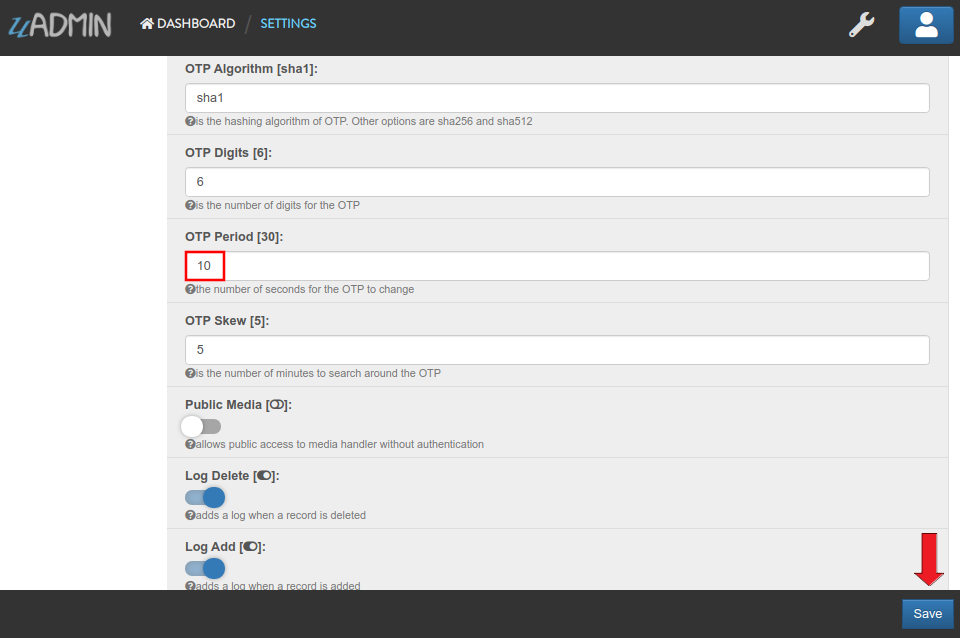 uADMIN DASHBOARD / SETTINGS
OTP Algorithm [sha1]:
sha1
is the hashing algorithm of OTP. Other options are sha256 and sha512
OTP Digits [6]:
6
is the number of digits for the OTP
OTP Period [30]:
10
the number of seconds for the OTP to change
OTP Skew [5]:
5
is the number of minutes to search around the OTP
Public Media []:
allows public access to media handler without authentication
Log Delete []:
adds a log when a record is deleted
Log Add []:
adds a log when a record is added
Save